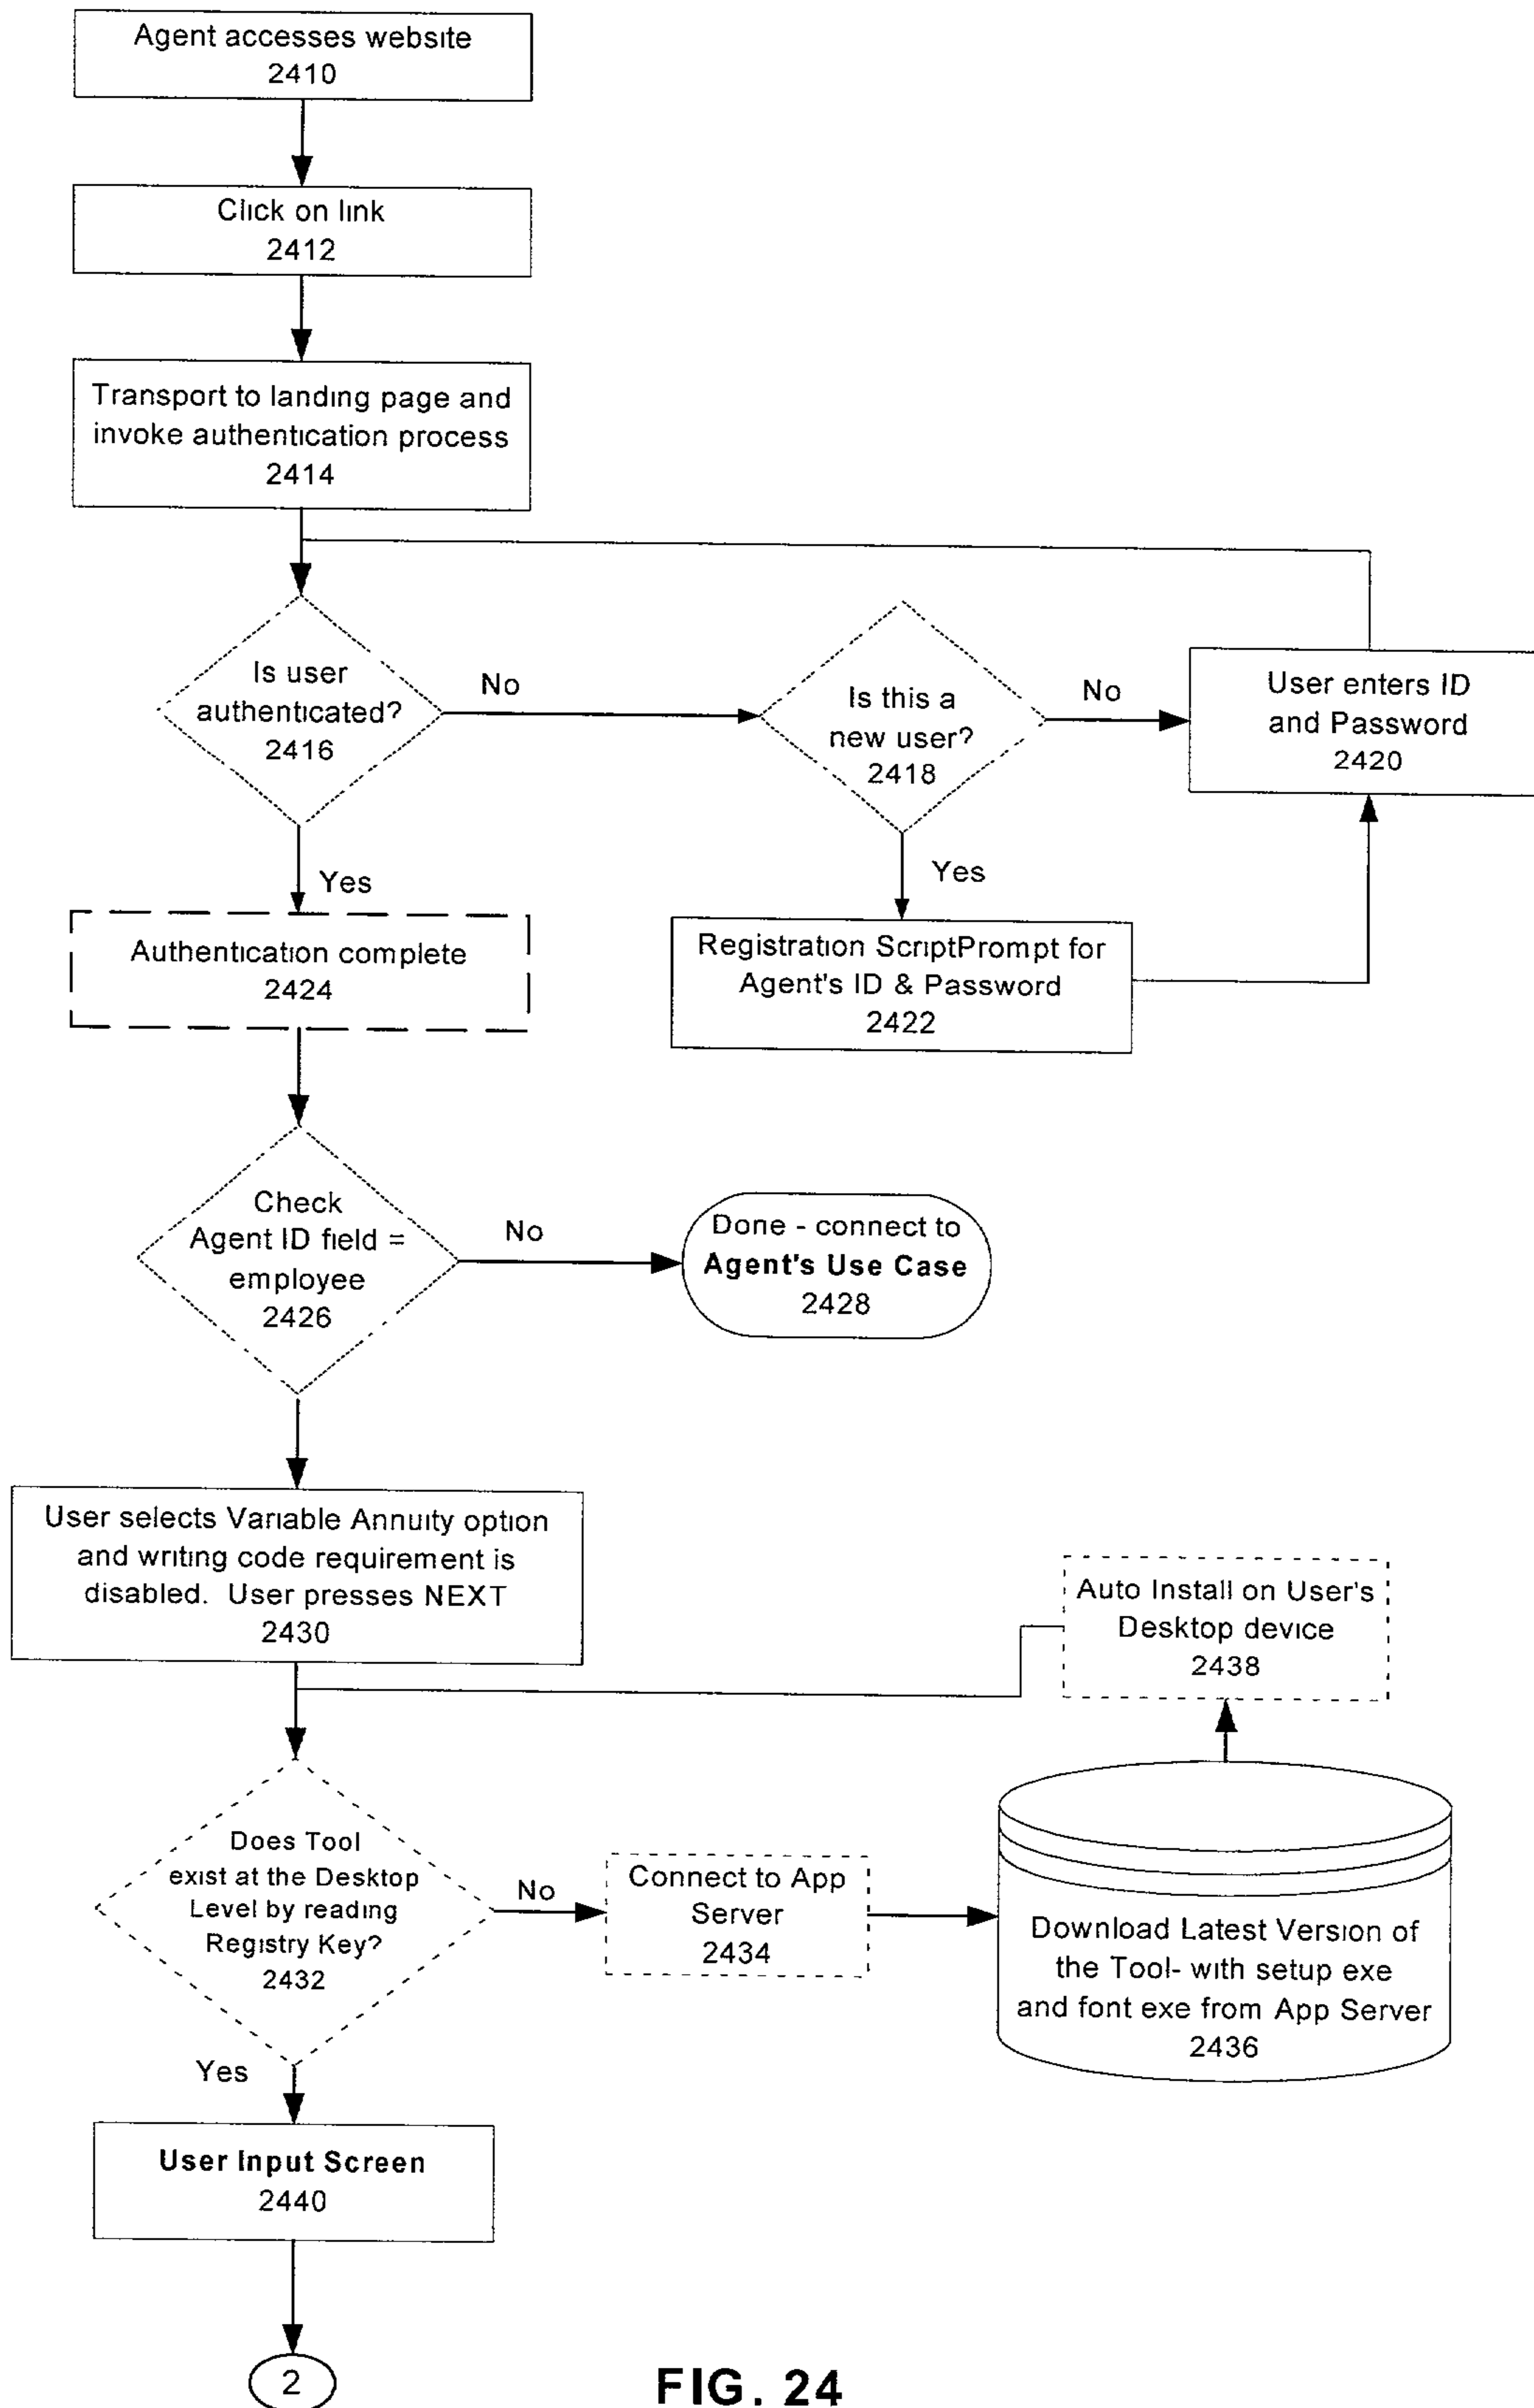 Agent accesses website
2410
Click on link
2412
Transport to landing page and
invoke authentication process
2414
Is user
authenticated?
2416
No
Is this a
new user?
2418
No
User enters ID
and Password
2420
Yes
Yes
Authentication complete
2424
Registration ScriptPrompt for
Agent's ID & Password
2422
Check
Agent ID field =
employee
2426
No
Done - connect to
Agent's Use Case
2428
User selects Variable Annuity option
and writing code requirement is
disabled. User presses NEXT
2430
Auto Install on User's
Desktop device
2438
Does Tool
exist at the Desktop
Level by reading
Registry Key?
2432
No
Connect to App
Server
2434
Download Latest Version of
the Tool- with setup exe
and font exe from App Server
2436
Yes
User Input Screen
2440
2
FIG. 24